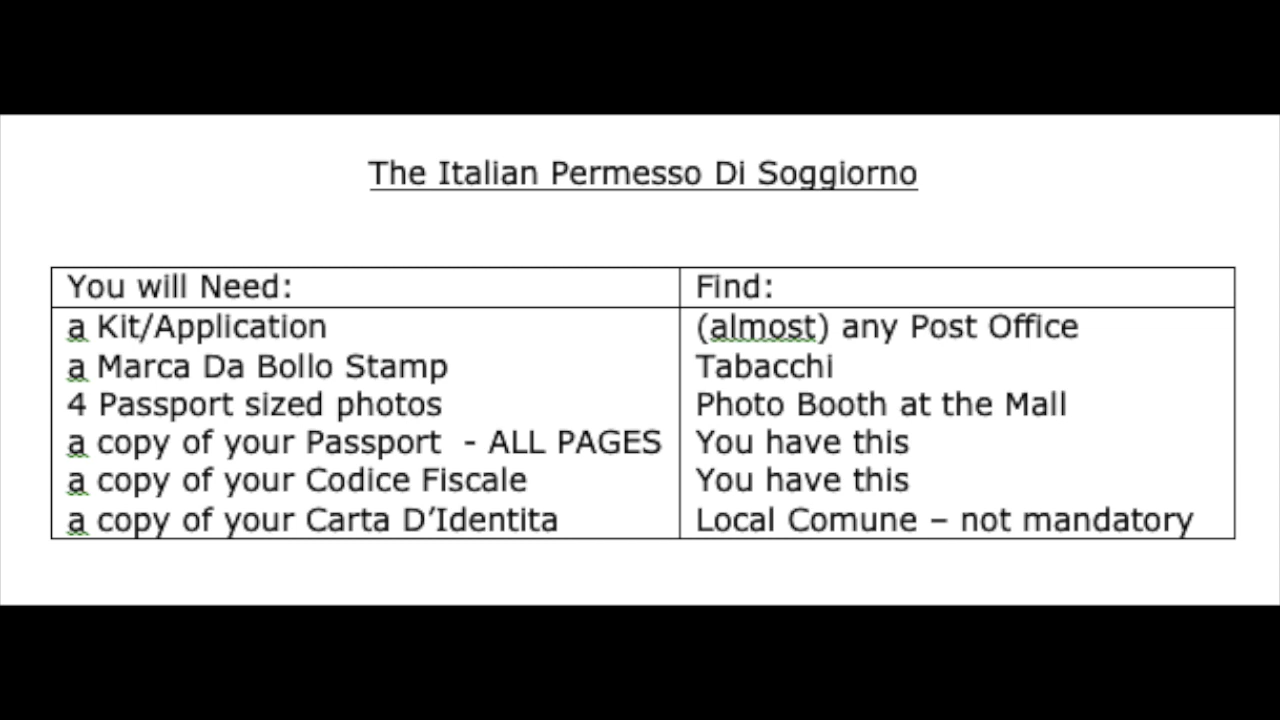 The Italian Permesso Di Soggiorno
You will Need: Find:
a Kit/Application (almost) any Post Office
a Marca Da Bollo Stamp Tabacchi
4 Passport sized photos Photo Booth at the Mall
a copy of your Passport - ALL PAGES You have this
a copy of your Codice Fiscale You have this
a copy of your Carta D’Identita Local Comune – not mandatory